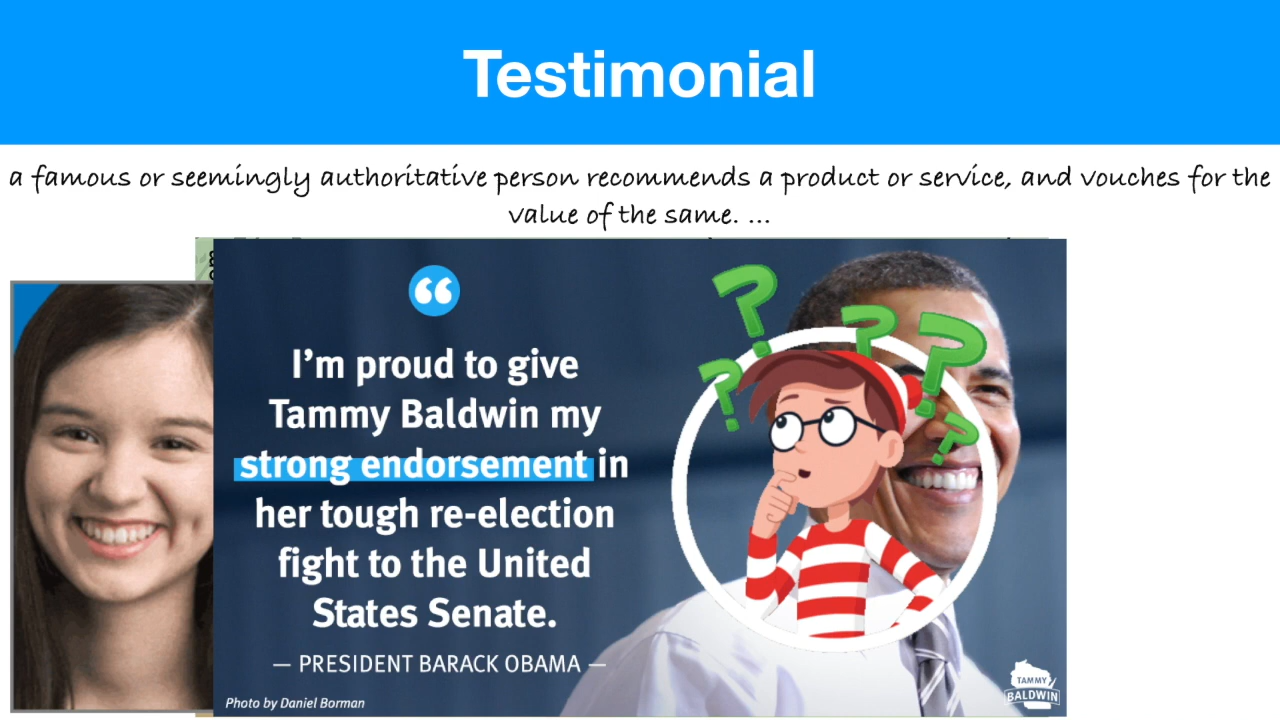 Testimonial
a famous or seemingly authoritative person recommends a product or service, and vouches for the
value of the same. ...
“
I’m proud to give
Tammy Baldwin my
strong endorsement in
her tough re-election
fight to the United
States Senate.
— PRESIDENT BARACK OBAMA —
Photo by Daniel Borman
TAMMY
BALDWIN